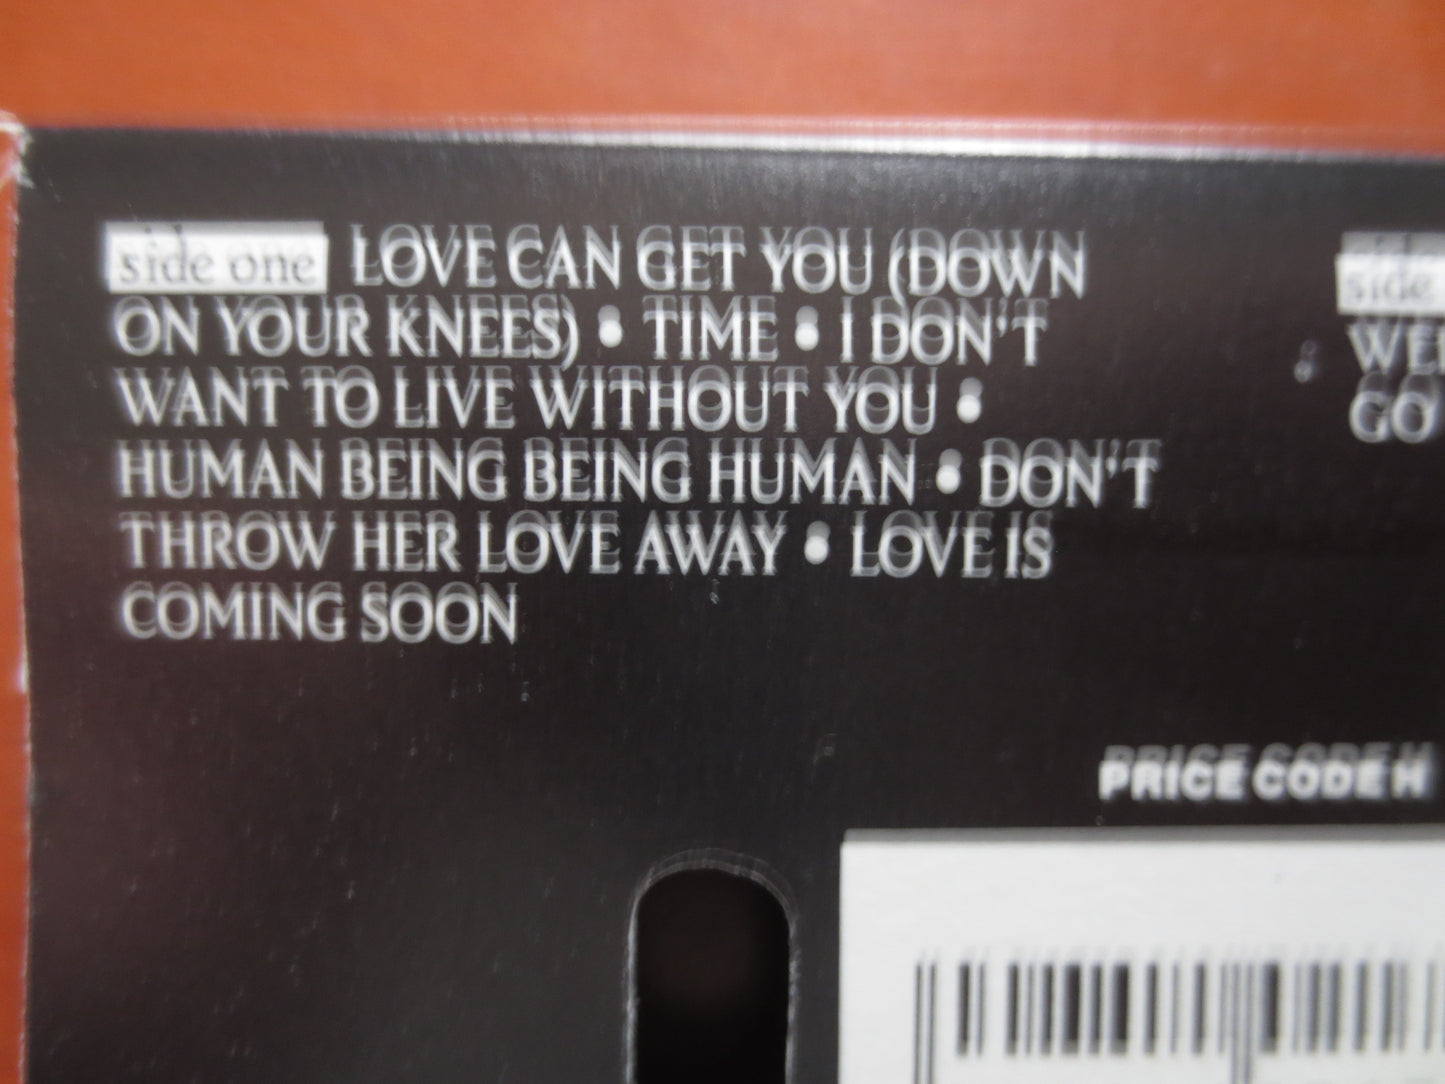 side one LOVE CAN GET YOU (DOWN
ON YOUR KNEES) • TIME • I DON'T
WANT TO LIVE WITHOUT YOU •
HUMAN BEING BEING HUMAN • DON'T
THROW HER LOVE AWAY • LOVE IS
COMING SOON
side
GO
PRICE CODE H